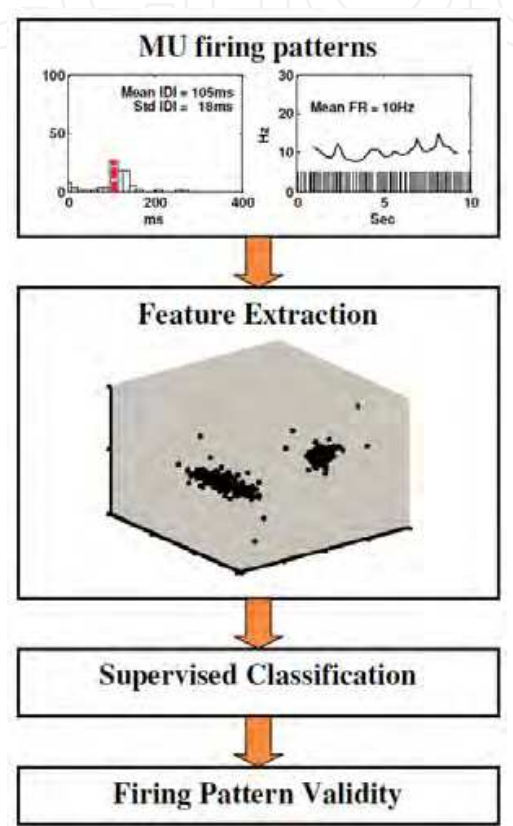 MU firing patterns
100
50
0
0
200
400
ms
Mean IDI = 105ms
Std IDI = 18ms
30
20
10
0
Hz
0
5
10
Sec
Mean FR = 10Hz
Feature Extraction
Supervised Classification
Firing Pattern Validity